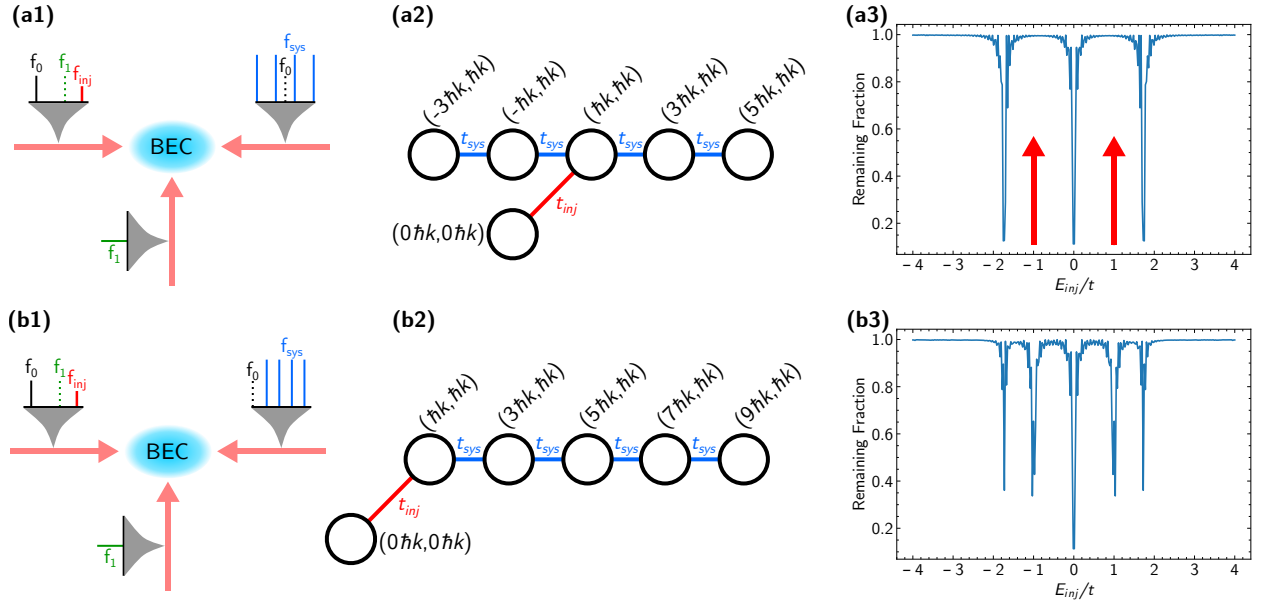 (a1)
f0
f1
finj
fsys
f0
BEC
f1
(a2)
(-3ħk,ħk)
(-ħk,ħk)
(ħk,ħk)
(3ħk,ħk)
(5ħk,ħk)
tsys
tsys
tsys
tsys
tinj
(0ħk,0ħk)
(a3)
Remaining Fraction
1.0
0.8
0.6
0.4
0.2
−4 −3 −2 −1 0 1 2 3 4
Einj/t
(b1)
f0
f1
finj
fsys
f0
BEC
f1
(b2)
(ħk,ħk)
(3ħk,ħk)
(5ħk,ħk)
(7ħk,ħk)
(9ħk,ħk)
tsys
tsys
tsys
tsys
tinj
(0ħk,0ħk)
(b3)
Remaining Fraction
1.0
0.8
0.6
0.4
0.2
−4 −3 −2 −1 0 1 2 3 4
Einj/t